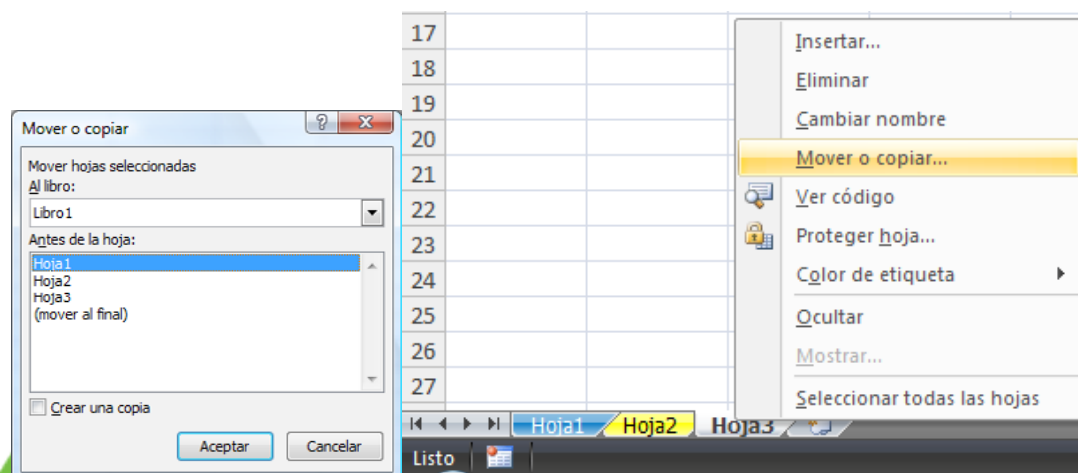 Mover o copiar
Mover hojas seleccionadas
Al libro:
Libro1
Antes de la hoja:
Hoja1
Hoja2
Hoja3
(mover al final)
Crear una copia
Aceptar
Cancelar
17
18
19
20
21
22
23
24
25
26
27
Insertar...
Eliminar
Cambiar nombre
Mover o copiar...
Ver código
Proteger hoja...
Color de etiqueta
Ocultar
Mostrar...
Seleccionar todas las hojas
Hoja1 Hoja2 Hoja3
Listo